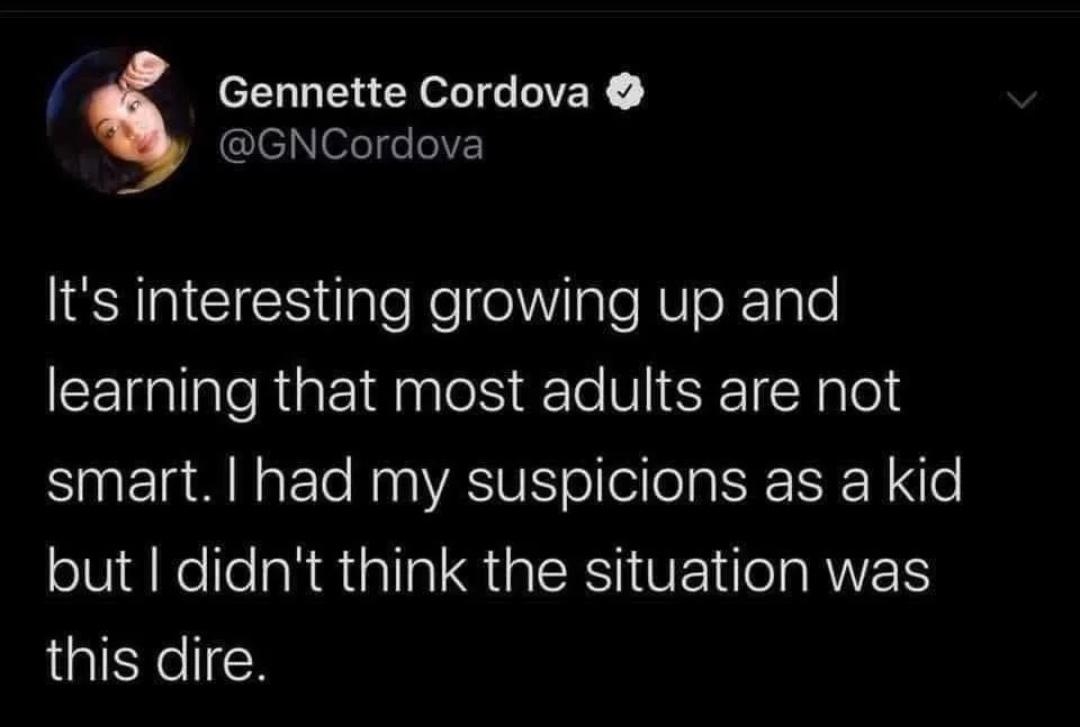 Gennette Cordova
@GNCordova
It's interesting growing up and
learning that most adults are not
smart. I had my suspicions as a kid
but I didn't think the situation was
this dire.